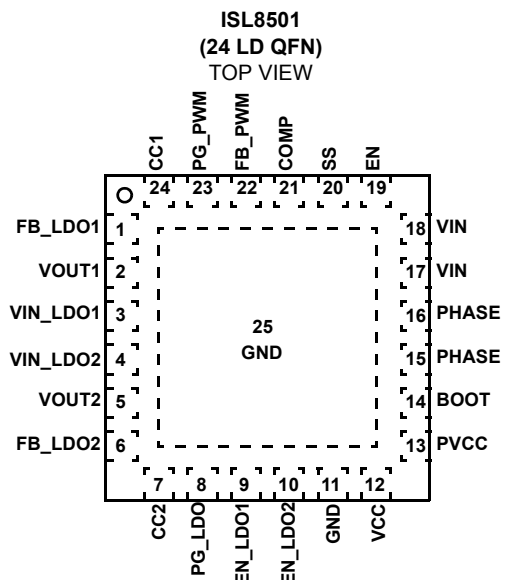 ISL8501
(24 LD QFN)
TOP VIEW
CC1
PG_PWM
FB_PWM
COMP
SS
EN
24 23 22 21 20 19
FB_LDO1 1
VOUT1 2
VIN_LDO1 3
VIN_LDO2 4
VOUT2 5
FB_LDO2 6
25
GND
18 VIN
17 VIN
16 PHASE
15 PHASE
14 BOOT
13 PVCC
7 8 9 10 11 12
CC2
PG_LDO
EN_LDO1
EN_LDO2
GND
VCC